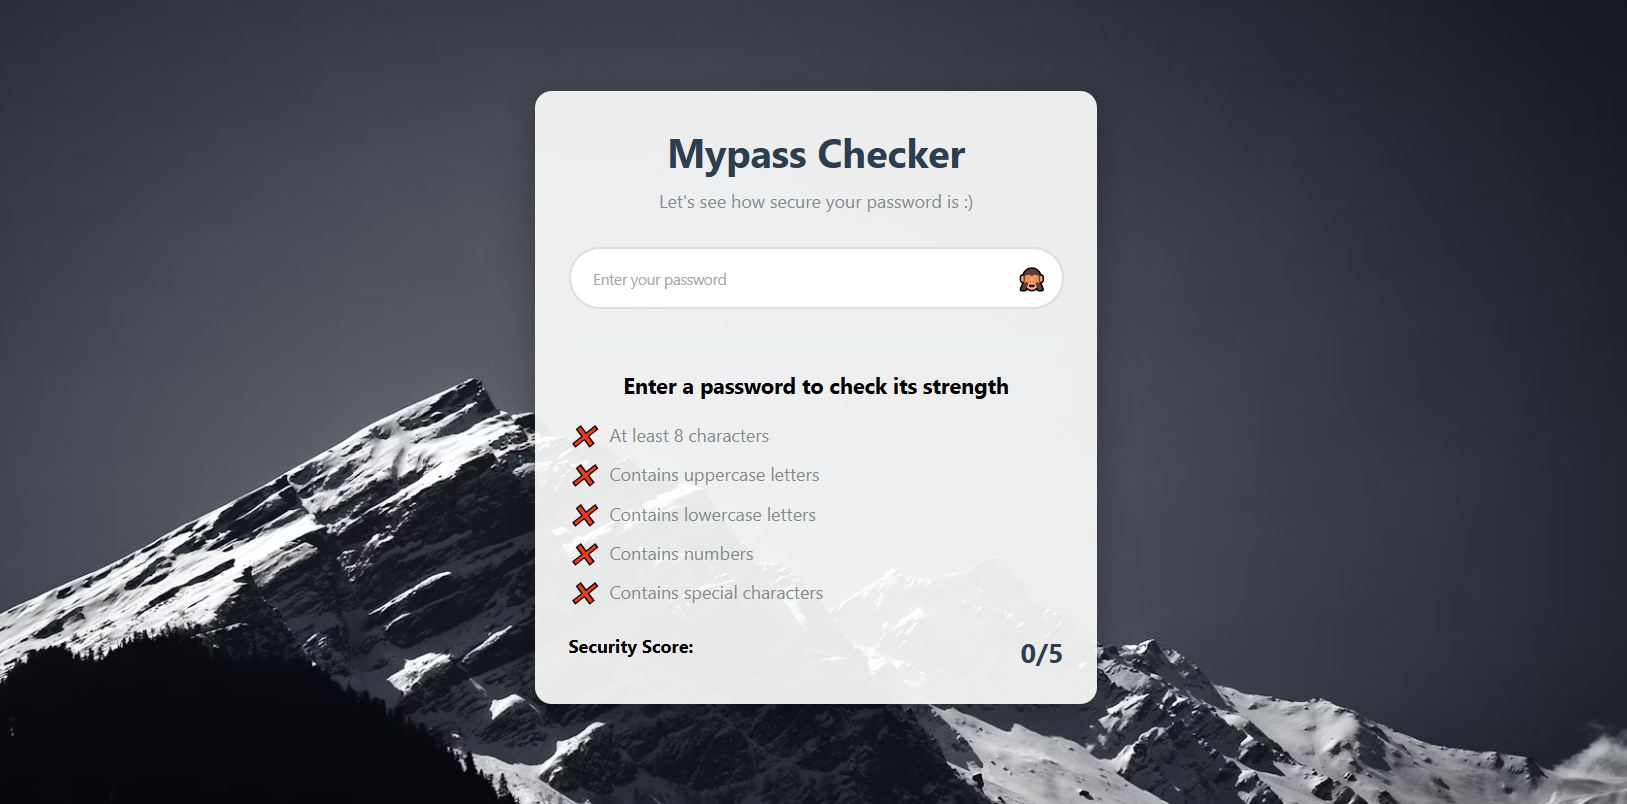 Mypass Checker
Let's see how secure your password is :)
Enter your password
Enter a password to check its strength
At least 8 characters
Contains uppercase letters
Contains lowercase letters
Contains numbers
Contains special characters
Security Score: 0/5